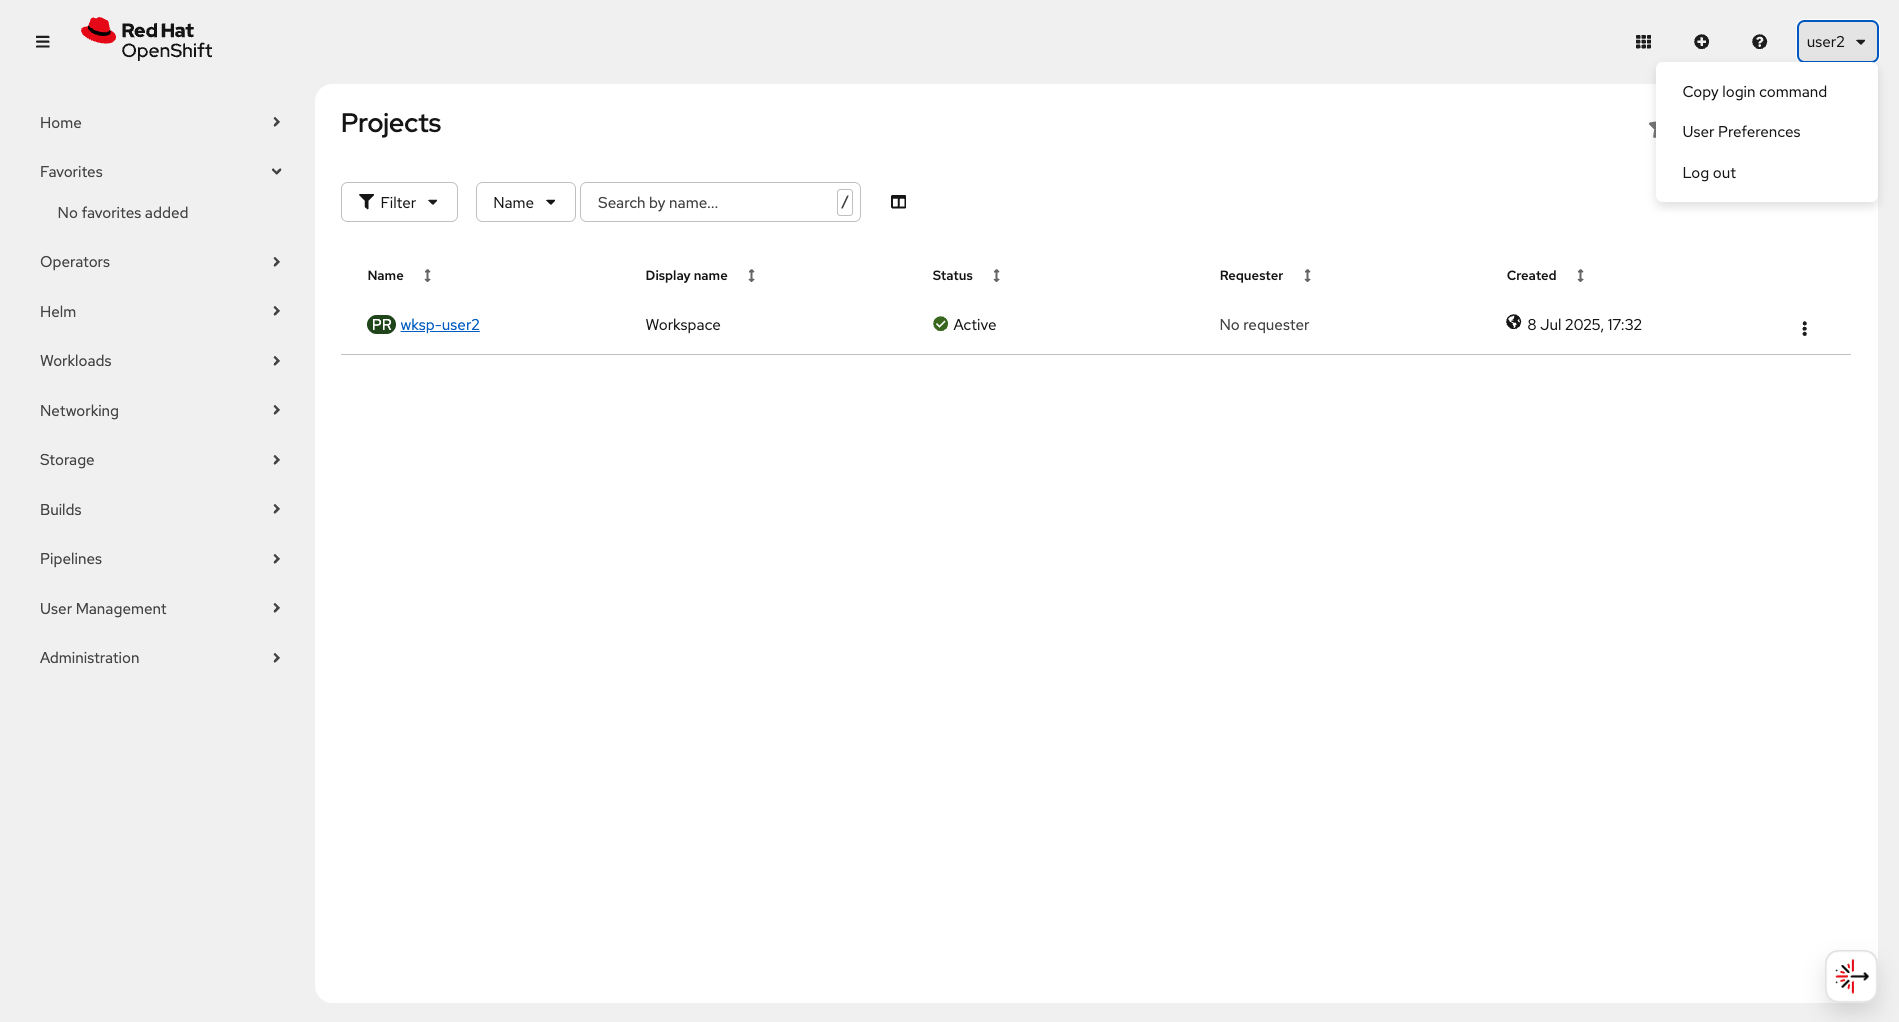 Red Hat
OpenShift
user2
Copy login command
User Preferences
Log out
Home
Favorites
No favorites added
Operators
Helm
Workloads
Networking
Storage
Builds
Pipelines
User Management
Administration
Projects
Filter
Name
Search by name...
/
Name Display name Status Requester Created
PR wksp-user2 Workspace Active No requester 8 Jul 2025, 17:32